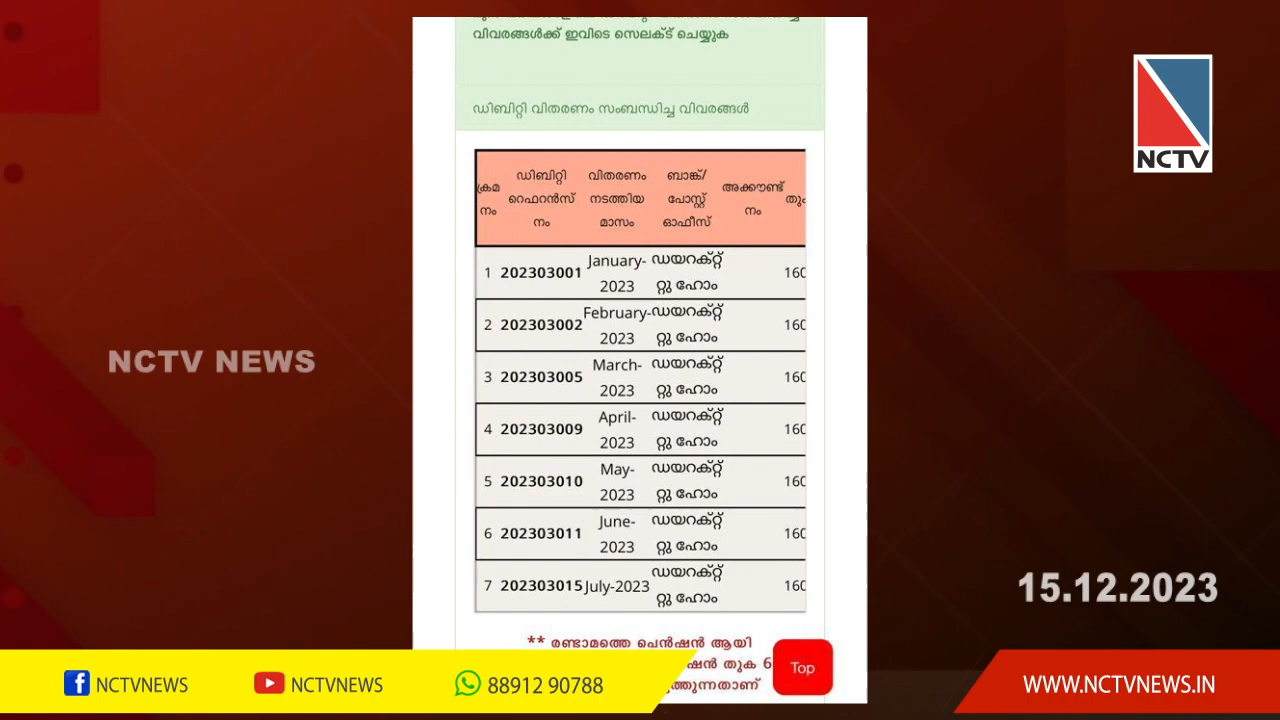 വിവരങ്ങൾക്ക് ഇവിടെ സെലക്ട് ചെയ്യുക
ഡിബിറ്റി വിതരണം സംബന്ധിച്ച വിവരങ്ങൾ
NCTV
ക്രമ നം ഡിബിറ്റി റെഫറൻസ് നം വിതരണം നടത്തിയ മാസം ബാങ്ക്/ പോസ്റ്റ് ഓഫീസ് അക്കൗണ്ട് നം
1 202303001 January-2023 ഡയറക്റ്റ് റ്റു ഹോം 160
2 202303002 February-2023 ഡയറക്റ്റ് റ്റു ഹോം 160
3 202303005 March-2023 ഡയറക്റ്റ് റ്റു ഹോം 160
4 202303009 April-2023 ഡയറക്റ്റ് റ്റു ഹോം 160
5 202303010 May-2023 ഡയറക്റ്റ് റ്റു ഹോം 160
6 202303011 June-2023 ഡയറക്റ്റ് റ്റു ഹോം 160
7 202303015 July-2023 ഡയറക്റ്റ് റ്റു ഹോം 160
NCTV NEWS
15.12.2023
** രണ്ടാമത്തെ പെൻഷൻ ആയി
തുക 6
Top
NCTVNEWS NCTVNEWS 88912 90788
WWW.NCTVNEWS.IN